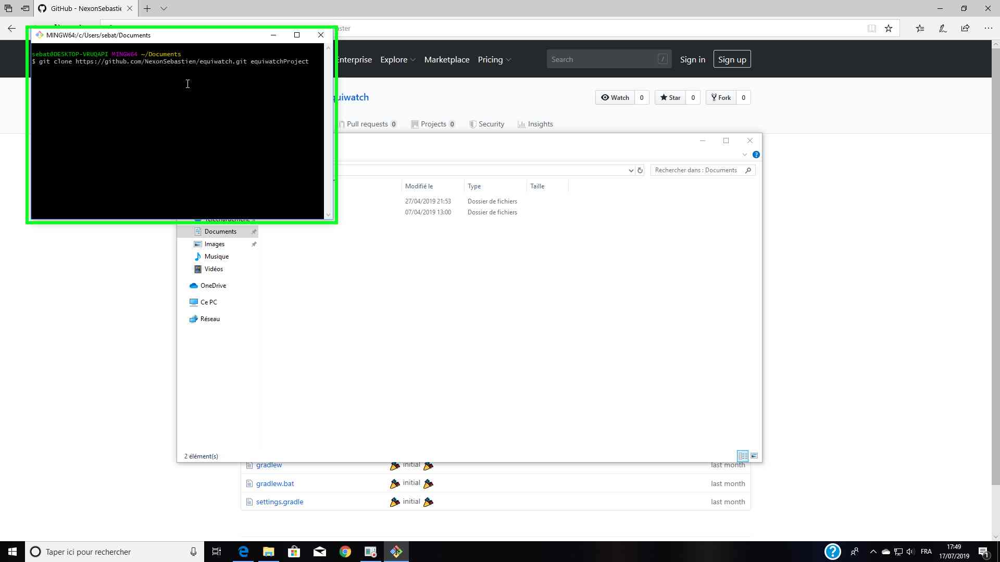 GitHub - NexonSebastie
aster
MINGW64:/c/Users/sebat/Documents
sebat@DESKTOP-VRUQAPI MINGW64 ~/Documents
$ git clone https://github.com/NexonSebastien/equiwatch.git equiwatchProject
Enterprise Explore Marketplace Pricing Search / Sign in Sign up
quiwatch
Watch 0 Star 0 Fork 0
Pull requests 0 Projects 0 Security Insights
Rechercher dans : Documents
Modifié le Type Taille
27/04/2019 21:53 Dossier de fichiers
07/04/2019 13:00 Dossier de fichiers
Documents
Images
Musique
Vidéos
OneDrive
Ce PC
Réseau
2 élément(s)
gradlew initial last month
gradlew.bat initial last month
settings.gradle initial last month
Taper ici pour rechercher
FRA
17:49
17/07/2019
1